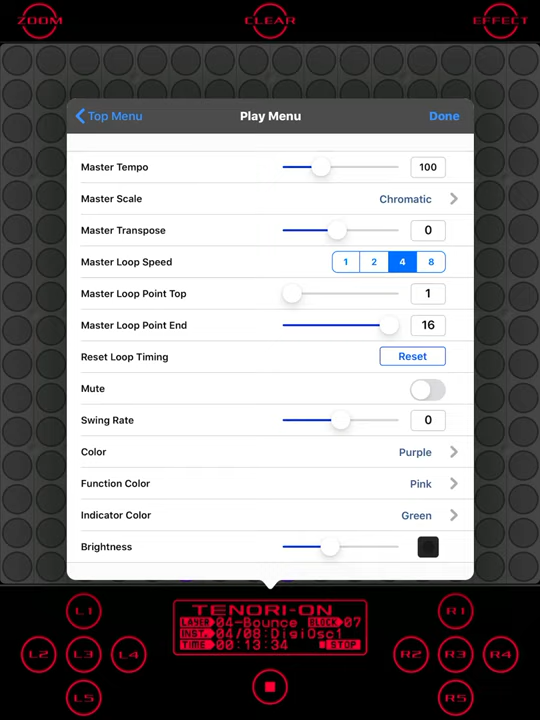 ZOOM CLEAR EFFECT
Top Menu Play Menu Done
Master Tempo 100
Master Scale Chromatic
Master Transpose 0
Master Loop Speed 1 2 4 8
Master Loop Point Top 1
Master Loop Point End 16
Reset Loop Timing Reset
Mute
Swing Rate 0
Color Purple
Function Color Pink
Indicator Color Green
Brightness
L1 TENORI-ON R1
LAYER 04-Bounce BLOCK 07
L2 L3 L4 INST. 04/08:DigiOsc1 R2 R3 R4
TIME 00:13:34 STOP
L5 R5